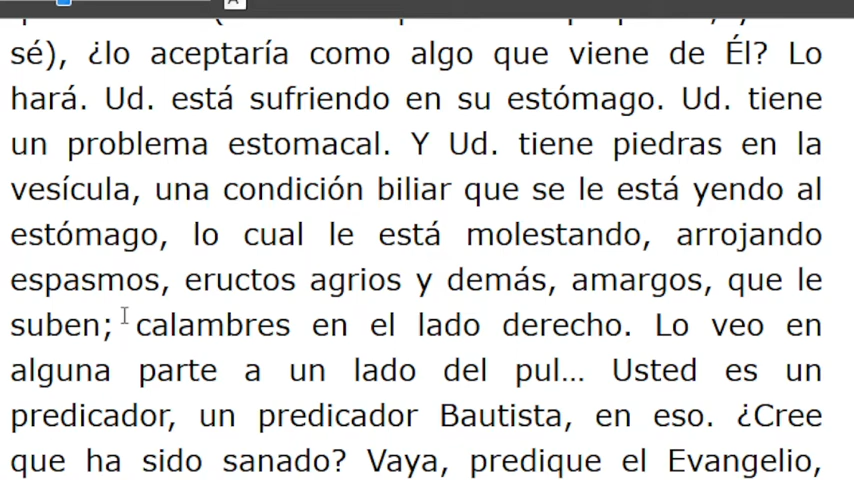 sé), ¿lo aceptaría como algo que viene de Él? Lo
hará. Ud. está sufriendo en su estómago. Ud. tiene
un problema estomacal. Y Ud. tiene piedras en la
vesícula, una condición biliar que se le está yendo al
estómago, lo cual le está molestando, arrojando
espasmos, eructos agrios y demás, amargos, que le
suben; calambres en el lado derecho. Lo veo en
alguna parte a un lado del pul... Usted es un
predicador, un predicador Bautista, en eso. ¿Cree
que ha sido sanado? Vaya, predique el Evangelio,